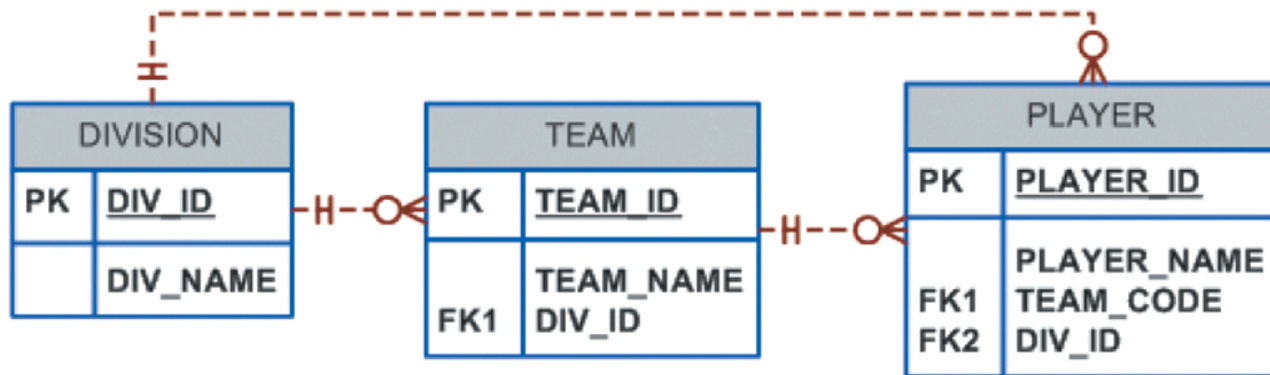 DIVISION
PK DIV_ID
DIV_NAME
TEAM
PK TEAM_ID
TEAM_NAME
FK1 DIV_ID
PLAYER
PK PLAYER_ID
PLAYER_NAME
FK1 TEAM_CODE
FK2 DIV_ID